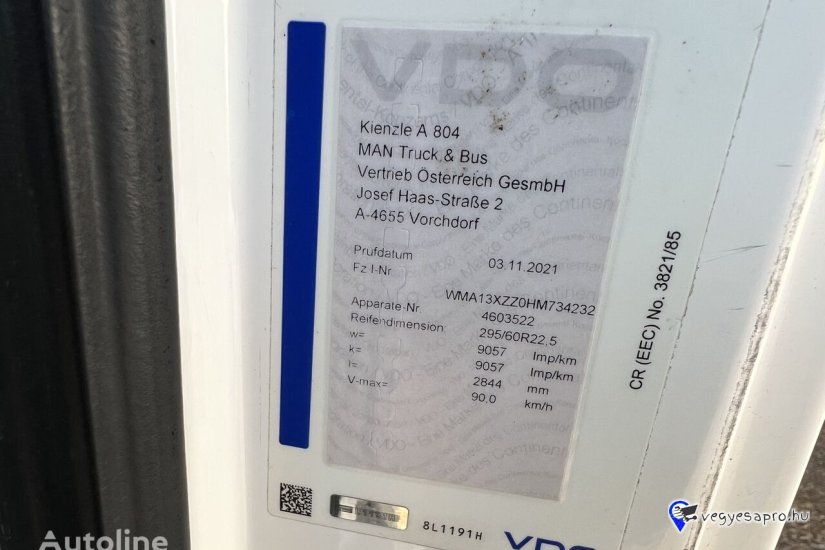 VDO
Kienzle A 804
MAN Truck & Bus
Vertrieb Österreich GesmbH
Josef Haas-Straße 2
A-4655 Vorchdorf
Prüfdatum 03.11.2021
Fz I-Nr WMA13XZZ0HM734232
Apparate-Nr. 4603522
Reifendimension: 295/60R22,5
w= 9057 Imp/km
k= 9057 Imp/km
l= 2844 mm
V-max= 90,0 km/h
CR (EEC) No. 3821/85
8L1191H
VDO
Autoline
vegyesapro.hu